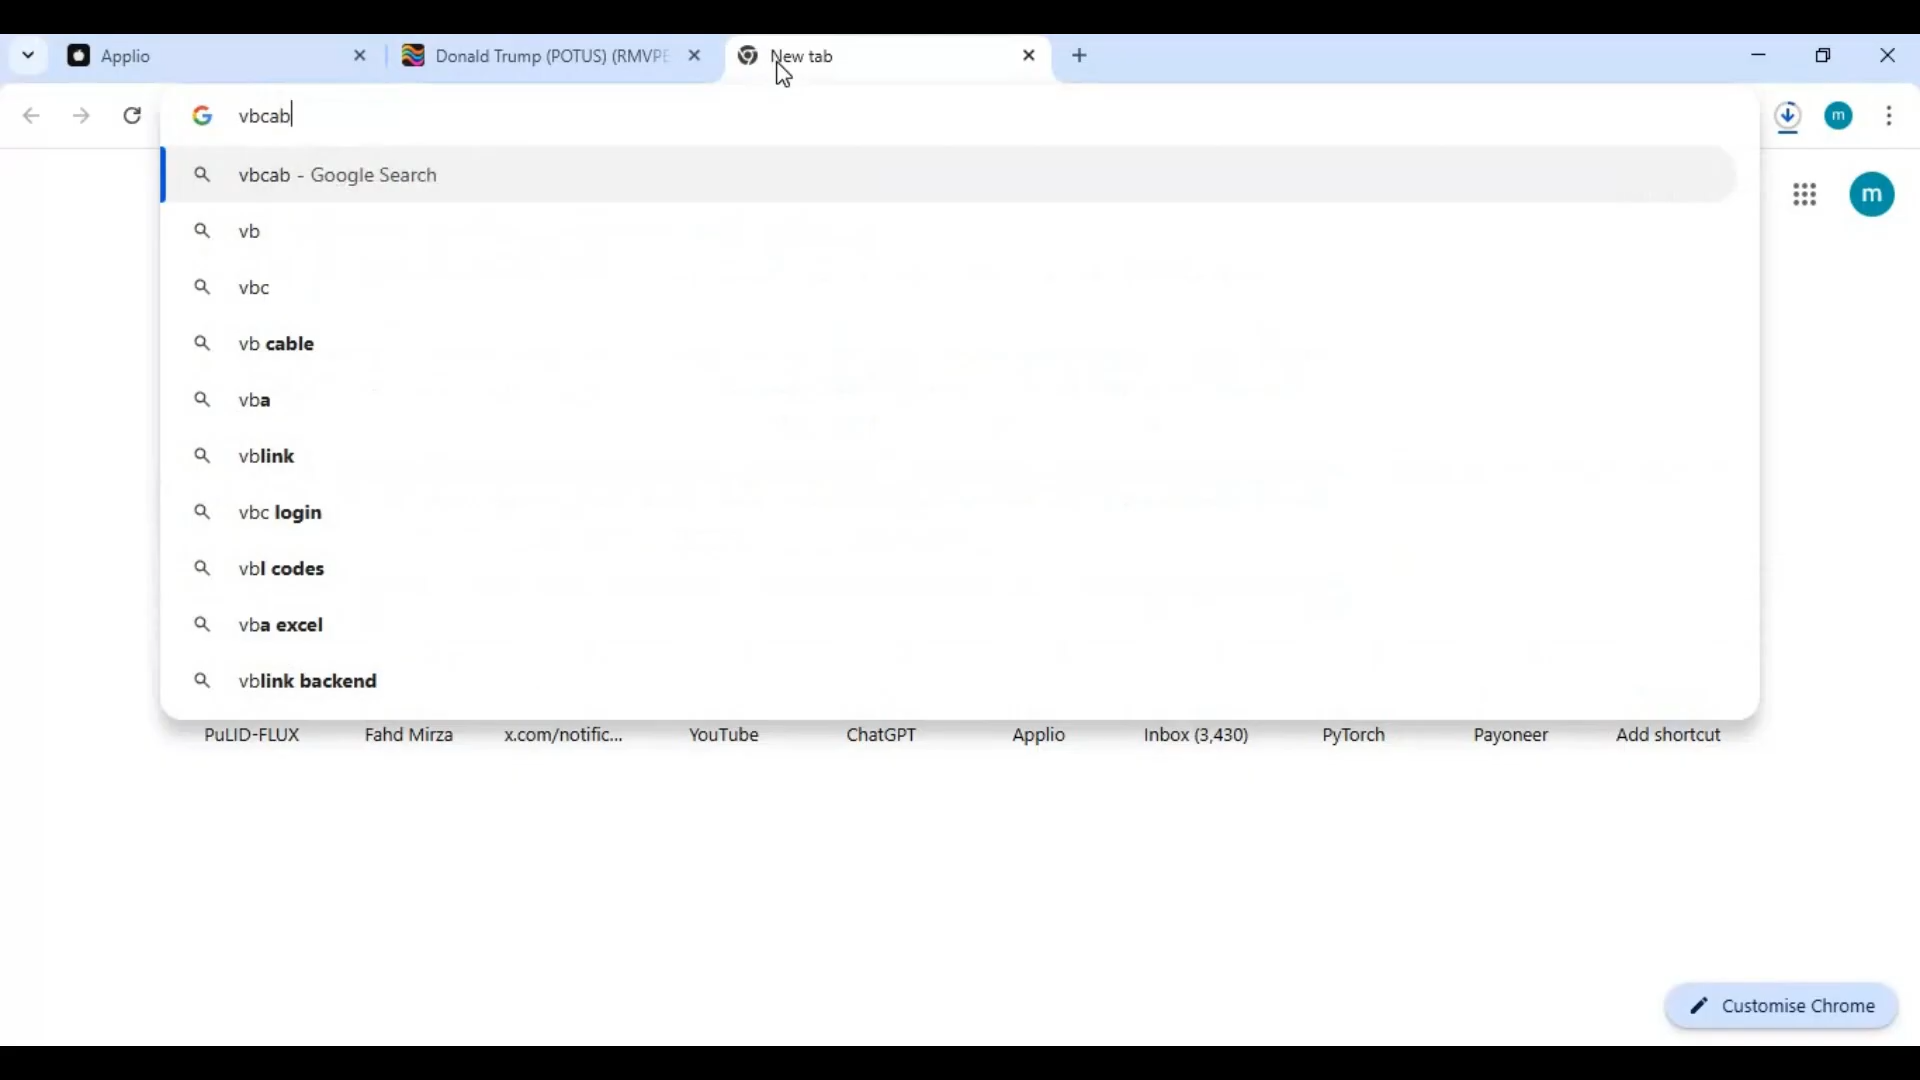 Applio
Donald Trump (POTUS) (RMVPE
New tab
vbcab
m
vbcab - Google Search
m
vb
vbc
vb cable
vba
vblink
vbc login
vbl codes
vba excel
vblink backend
PuLID-FLUX
Fahd Mirza
x.com/notific...
YouTube
ChatGPT
Applio
Inbox (3,430)
PyTorch
Payoneer
Add shortcut
Customise Chrome